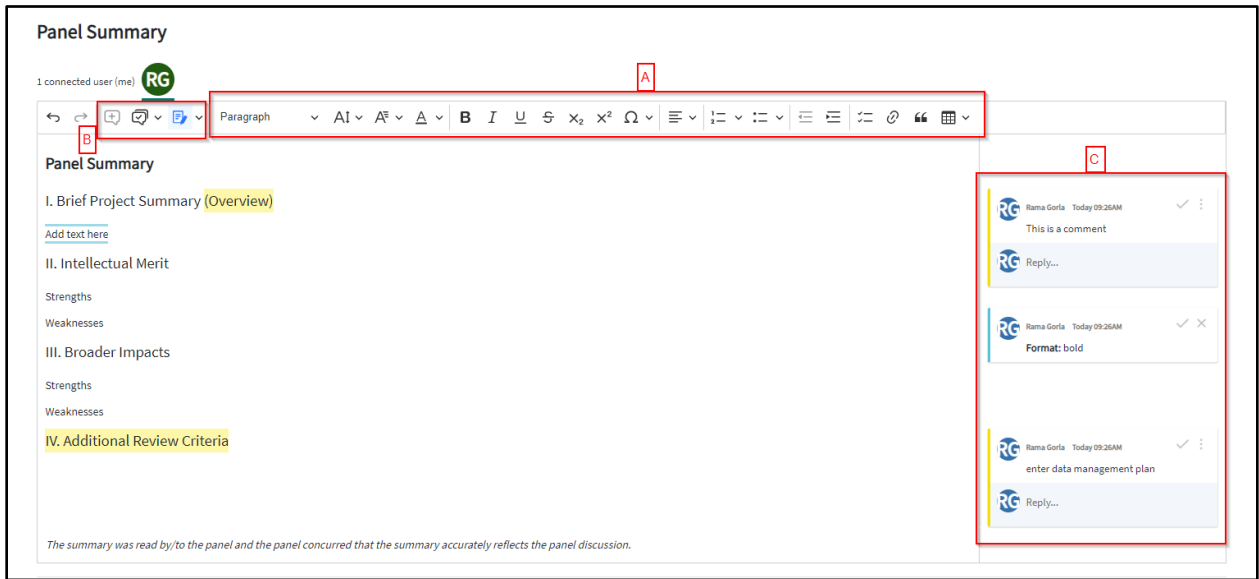 Panel Summary
1 connected user (me) RG
A
Paragraph AI A A B I U S x₂ x² Ω
B
Panel Summary
C
I. Brief Project Summary (Overview)
RG Rama Gorla Today 09:26AM
This is a comment
Add text here
RG Reply...
II. Intellectual Merit
Strengths
Weaknesses
RG Rama Gorla Today 09:26AM
Format: bold
III. Broader Impacts
Strengths
Weaknesses
IV. Additional Review Criteria
RG Rama Gorla Today 09:26AM
enter data management plan
RG Reply...
The summary was read by/to the panel and the panel concurred that the summary accurately reflects the panel discussion.